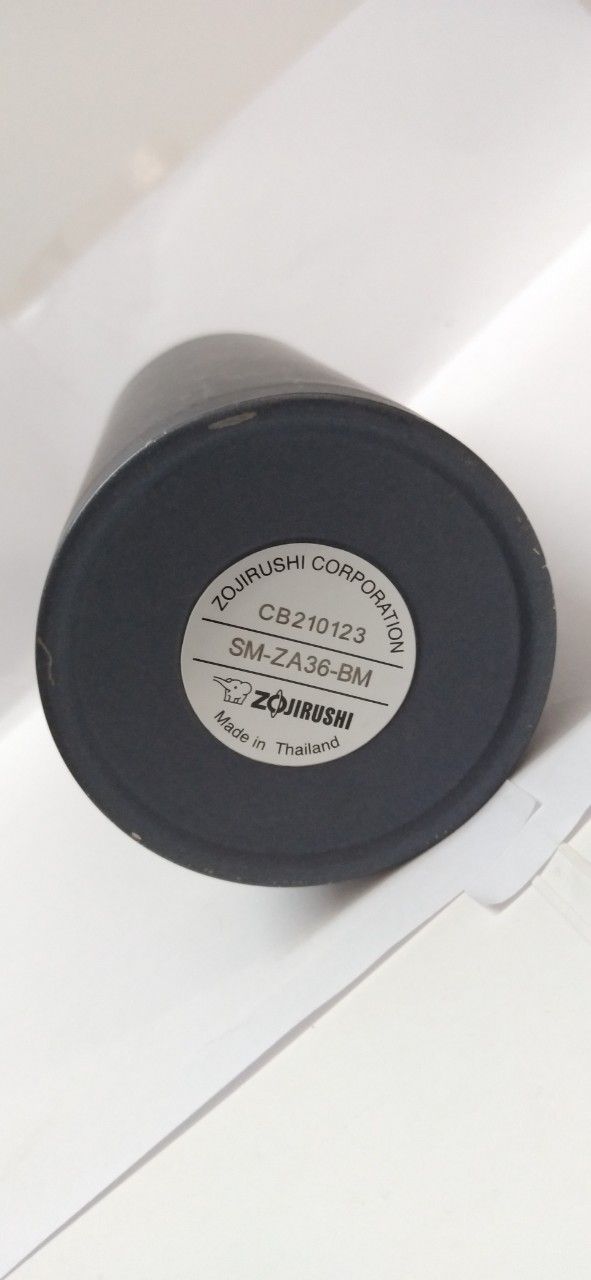 ZOJIRUSHI CORPORATION
CB210123
SM-ZA36-BM
ZOJIRUSHI
Made in Thailand